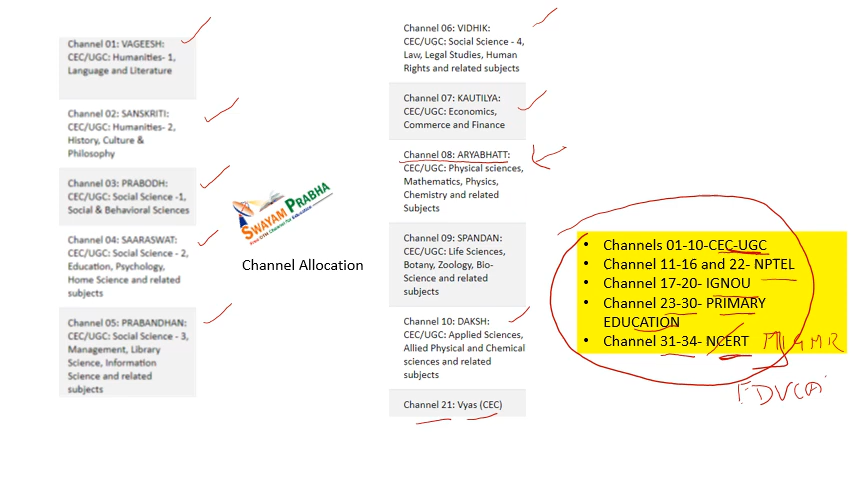 Channel 01: VAGEESH:
CEC/UGC: Humanities- 1,
Language and Literature
Channel 02: SANSKRITI:
CEC/UGC: Humanities- 2,
History, Culture &
Philosophy
Channel 03: PRABODH:
CEC/UGC: Social Science -1,
Social & Behavioral Sciences
Channel 04: SAARASWAT:
CEC/UGC: Social Science - 2,
Education, Psychology,
Home Science and related
subjects
Channel 05: PRABANDHAN:
CEC/UGC: Social Science - 3,
Management, Library
Science, Information
Science and related
subjects
SWAYAM PRABHA
Free DTH Channel for Education
Channel Allocation
Channel 06: VIDHIK:
CEC/UGC: Social Science - 4,
Law, Legal Studies, Human
Rights and related subjects
Channel 07: KAUTILYA:
CEC/UGC: Economics,
Commerce and Finance
Channel 08: ARYABHATT:
CEC/UGC: Physical sciences,
Mathematics, Physics,
Chemistry and related
Subjects
Channel 09: SPANDAN:
CEC/UGC: Life Sciences,
Botany, Zoology, Bio-
Science and related
subjects
Channel 10: DAKSH:
CEC/UGC: Applied Sciences,
Allied Physical and Chemical
sciences and related
subjects
Channel 21: Vyas (CEC)
• Channels 01-10-CEC-UGC
• Channel 11-16 and 22- NPTEL
• Channel 17-20- IGNOU
• Channel 23-30- PRIMARY
EDUCATION
• Channel 31-34- NCERT
EDUCA